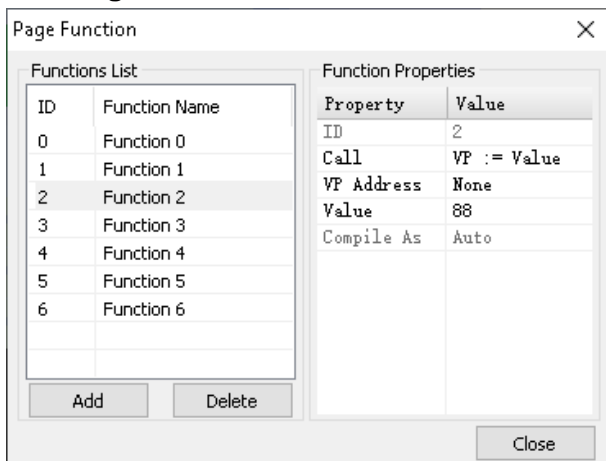 Page Function
Functions List
ID Function Name
0 Function 0
1 Function 1
2 Function 2
3 Function 3
4 Function 4
5 Function 5
6 Function 6
Add Delete
Function Properties
Property Value
ID 2
Call VP := Value
VP Address None
Value 88
Compile As Auto
Close